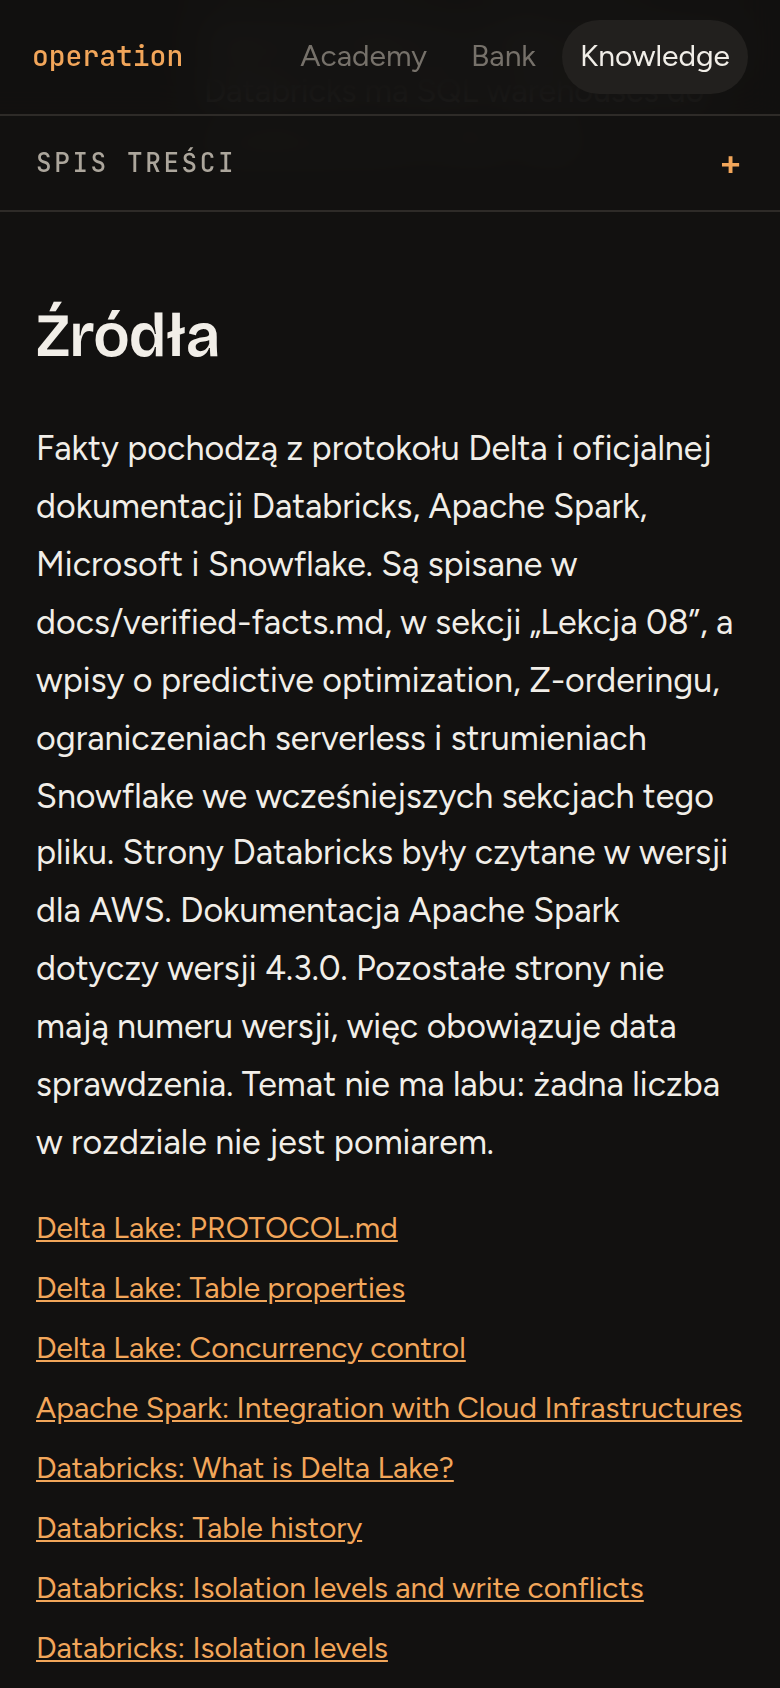 operation
Academy
Bank
Knowledge
Databricks ma SQL warehouses do
SPIS TREŚCI
+
Źródła
Fakty pochodzą z protokołu Delta i oficjalnej
dokumentacji Databricks, Apache Spark,
Microsoft i Snowflake. Są spisane w
docs/verified-facts.md, w sekcji „Lekcja 08”, a
wpisy o predictive optimization, Z-orderingu,
ograniczeniach serverless i strumieniach
Snowflake we wcześniejszych sekcjach tego
pliku. Strony Databricks były czytane w wersji
dla AWS. Dokumentacja Apache Spark
dotyczy wersji 4.3.0. Pozostałe strony nie
mają numeru wersji, więc obowiązuje data
sprawdzenia. Temat nie ma labu: żadna liczba
w rozdziale nie jest pomiarem.
Delta Lake: PROTOCOL.md
Delta Lake: Table properties
Delta Lake: Concurrency control
Apache Spark: Integration with Cloud Infrastructures
Databricks: What is Delta Lake?
Databricks: Table history
Databricks: Isolation levels and write conflicts
Databricks: Isolation levels